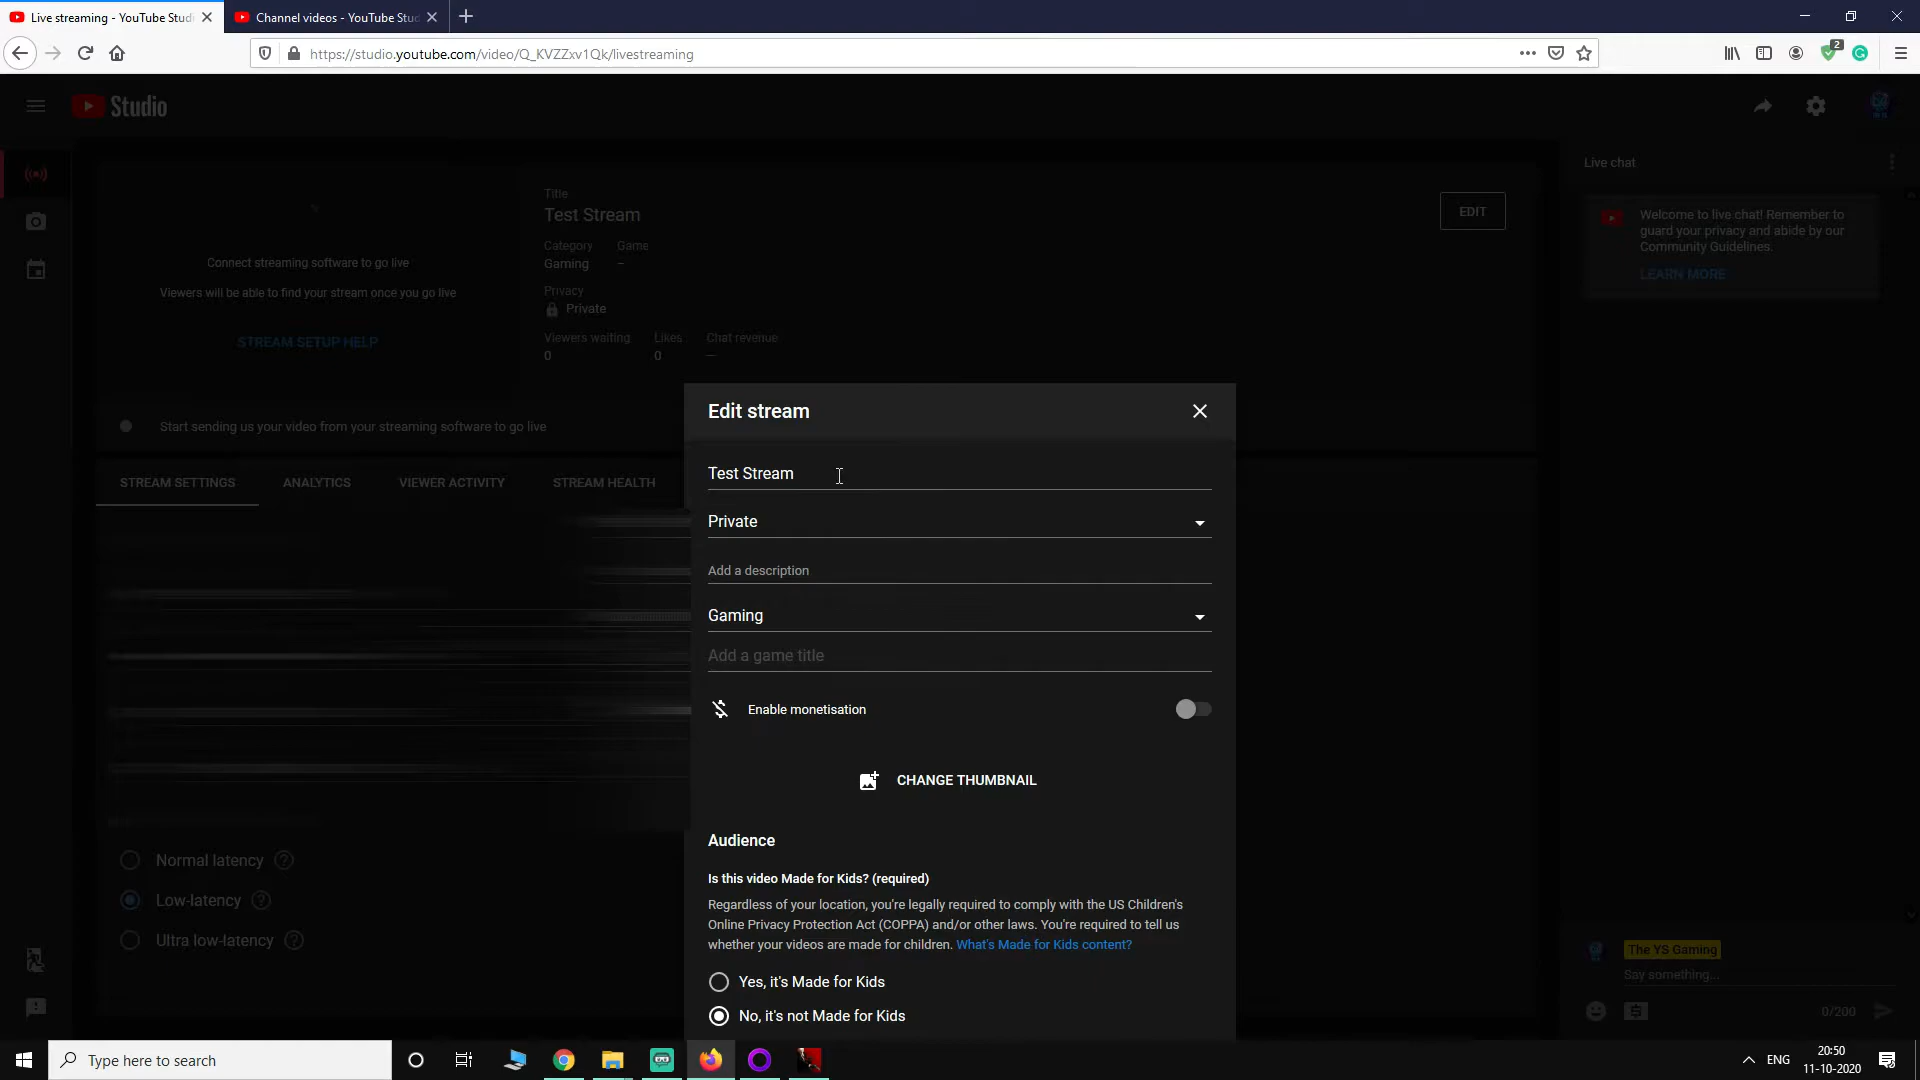 Live streaming - YouTube Studi
Channel videos - YouTube Stud
https://studio.youtube.com/video/Q_KVZZxv1Qk/livestreaming
2
Studio
Title
Test Stream
Category Game
Gaming –
Privacy
Private
Viewers waiting Likes Chat revenue
0 0 —
EDIT
Connect streaming software to go live
Viewers will be able to find your stream once you go live
STREAM SETUP HELP
Start sending us your video from your streaming software to go live
STREAM SETTINGS ANALYTICS VIEWER ACTIVITY STREAM HEALTH
Normal latency
Low-latency
Ultra low-latency
Edit stream
Test Stream
Private
Add a description
Gaming
Add a game title
Enable monetisation
CHANGE THUMBNAIL
Audience
Is this video Made for Kids? (required)
Regardless of your location, you're legally required to comply with the US Children's
Online Privacy Protection Act (COPPA) and/or other laws. You're required to tell us
whether your videos are made for children. What's Made for Kids content?
Yes, it's Made for Kids
No, it's not Made for Kids
Live chat
Welcome to live chat! Remember to
guard your privacy and abide by our
Community Guidelines.
LEARN MORE
The YS Gaming
Say something...
0/200
Type here to search
ENG
20:50
11-10-2020